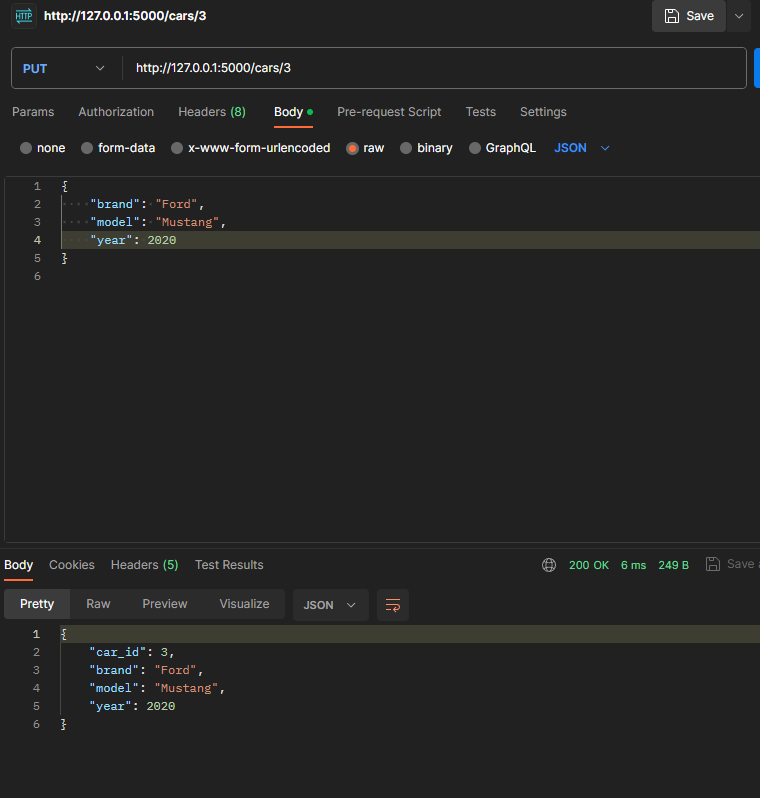 HTTP http://127.0.0.1:5000/cars/3 Save
PUT http://127.0.0.1:5000/cars/3
Params Authorization Headers (8) Body Pre-request Script Tests Settings
none form-data x-www-form-urlencoded raw binary GraphQL JSON
1 {
2 "brand": "Ford",
3 "model": "Mustang",
4 "year": 2020
5 }
6
Body Cookies Headers (5) Test Results 200 OK 6 ms 249 B Save
Pretty Raw Preview Visualize JSON
1 {
2 "car_id": 3,
3 "brand": "Ford",
4 "model": "Mustang",
5 "year": 2020
6 }